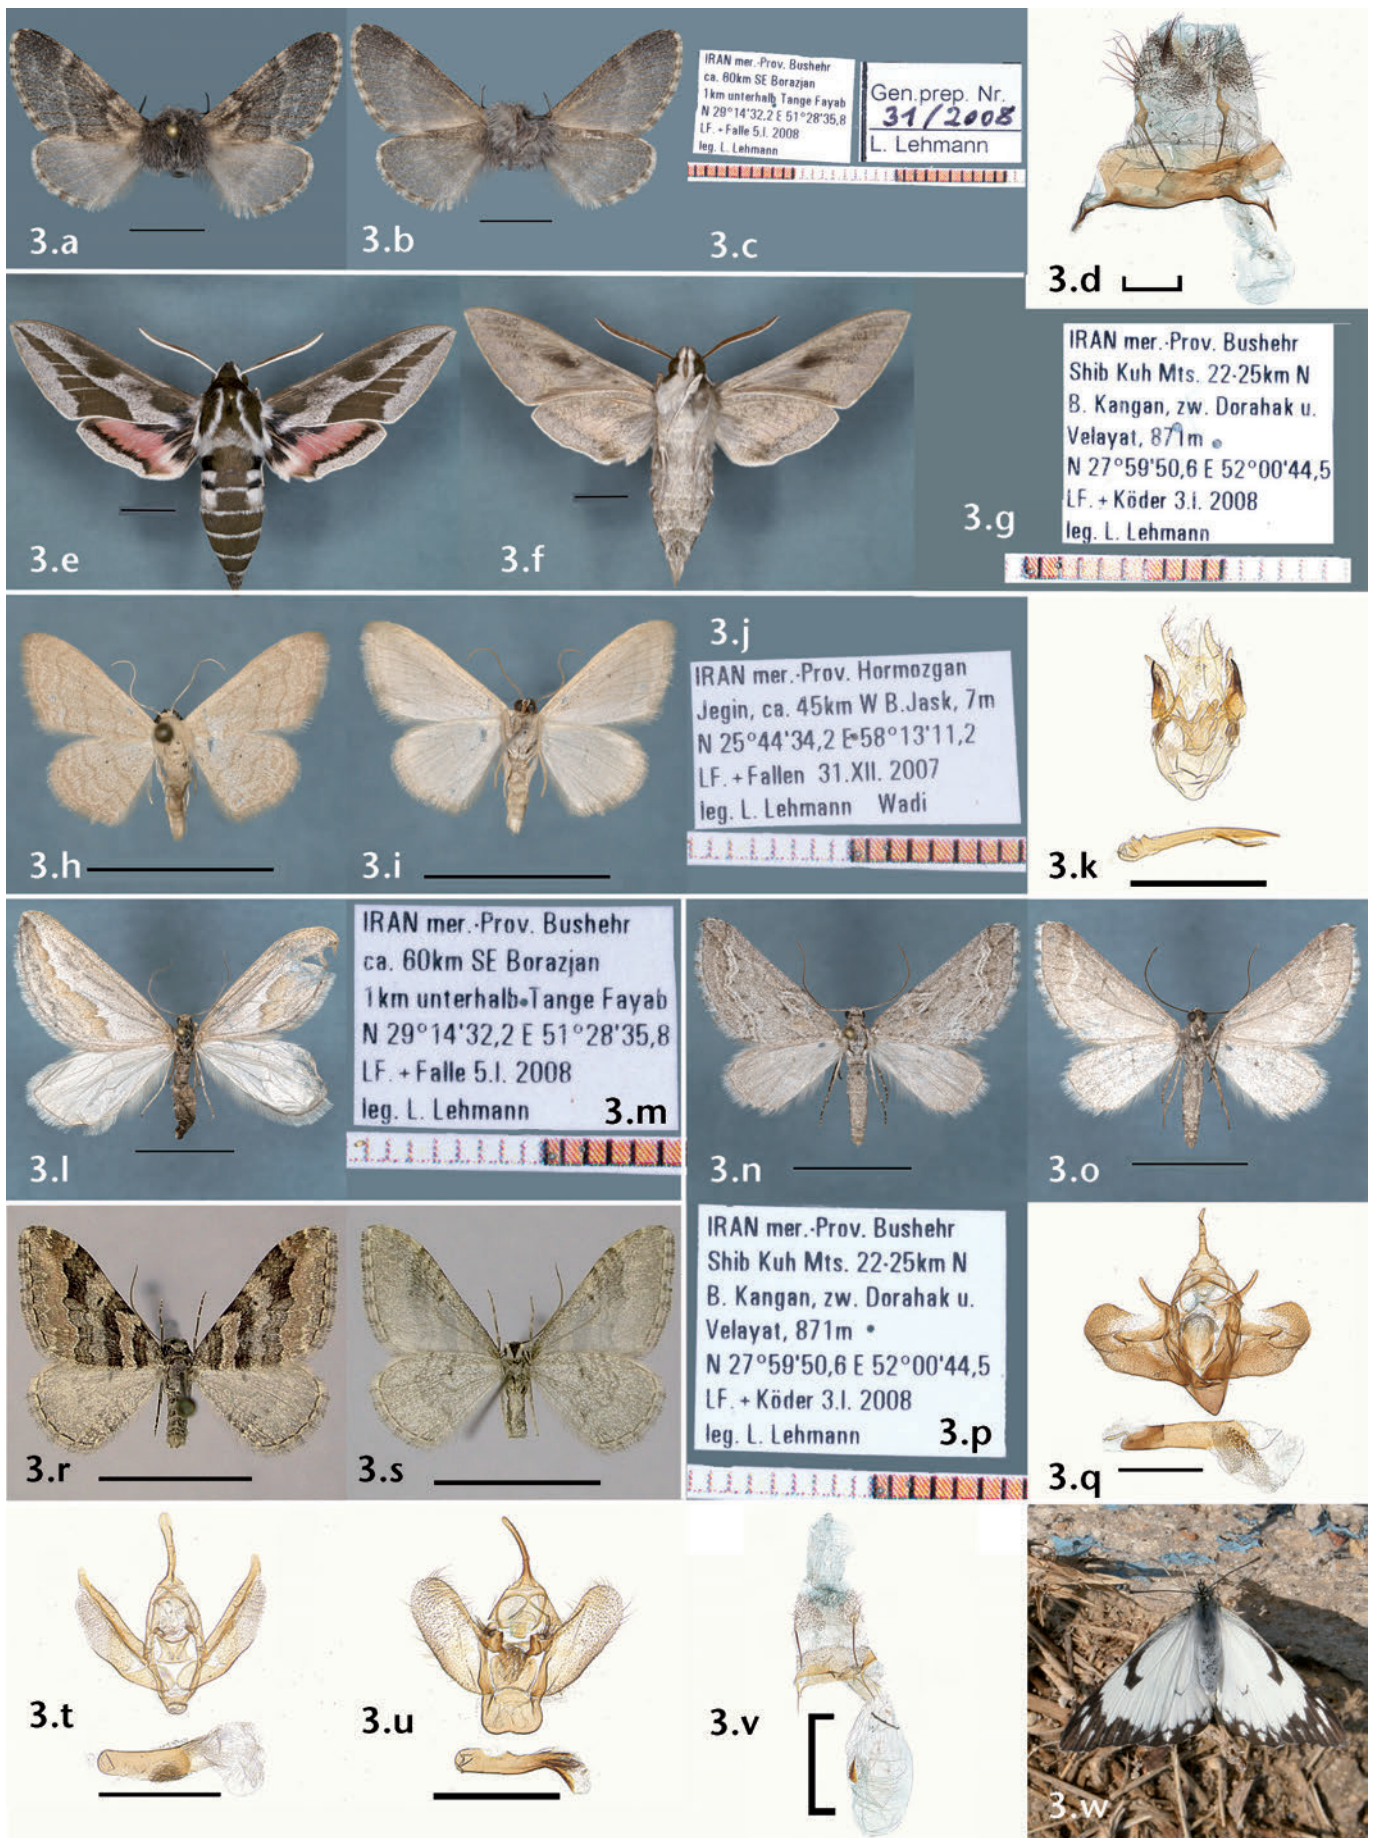 3.a
3.b
IRAN mer.-Prov. Bushehr
ca. 60km SE Borazjan
1km unterhalb Tange Fayab
N 29°14'32,2 E 51°28'35,8
LF. + Falle 5.I. 2008
leg. L. Lehmann
Gen.prep. Nr.
31/2008
L. Lehmann
3.c
3.d
3.e
3.f
IRAN mer.-Prov. Bushehr
Shib Kuh Mts. 22-25km N
B. Kangan, zw. Dorahak u.
Velayat, 871m
N 27°59'50,6 E 52°00'44,5
LF. + Köder 3.I. 2008
leg. L. Lehmann
3.g
3.h
3.i
3.j
IRAN mer.-Prov. Hormozgan
Jegin, ca. 45km W B.Jask, 7m
N 25°44'34,2 E 58°13'11,2
LF. + Fallen 31.XII. 2007
leg. L. Lehmann Wadi
3.k
3.l
IRAN mer.-Prov. Bushehr
ca. 60km SE Borazjan
1km unterhalb Tange Fayab
N 29°14'32,2 E 51°28'35,8
LF. + Falle 5.I. 2008
leg. L. Lehmann
3.m
3.n
3.o
IRAN mer.-Prov. Bushehr
Shib Kuh Mts. 22-25km N
B. Kangan, zw. Dorahak u.
Velayat, 871m
N 27°59'50,6 E 52°00'44,5
LF. + Köder 3.I. 2008
leg. L. Lehmann
3.p
3.q
3.r
3.s
3.t
3.u
3.v
3.w